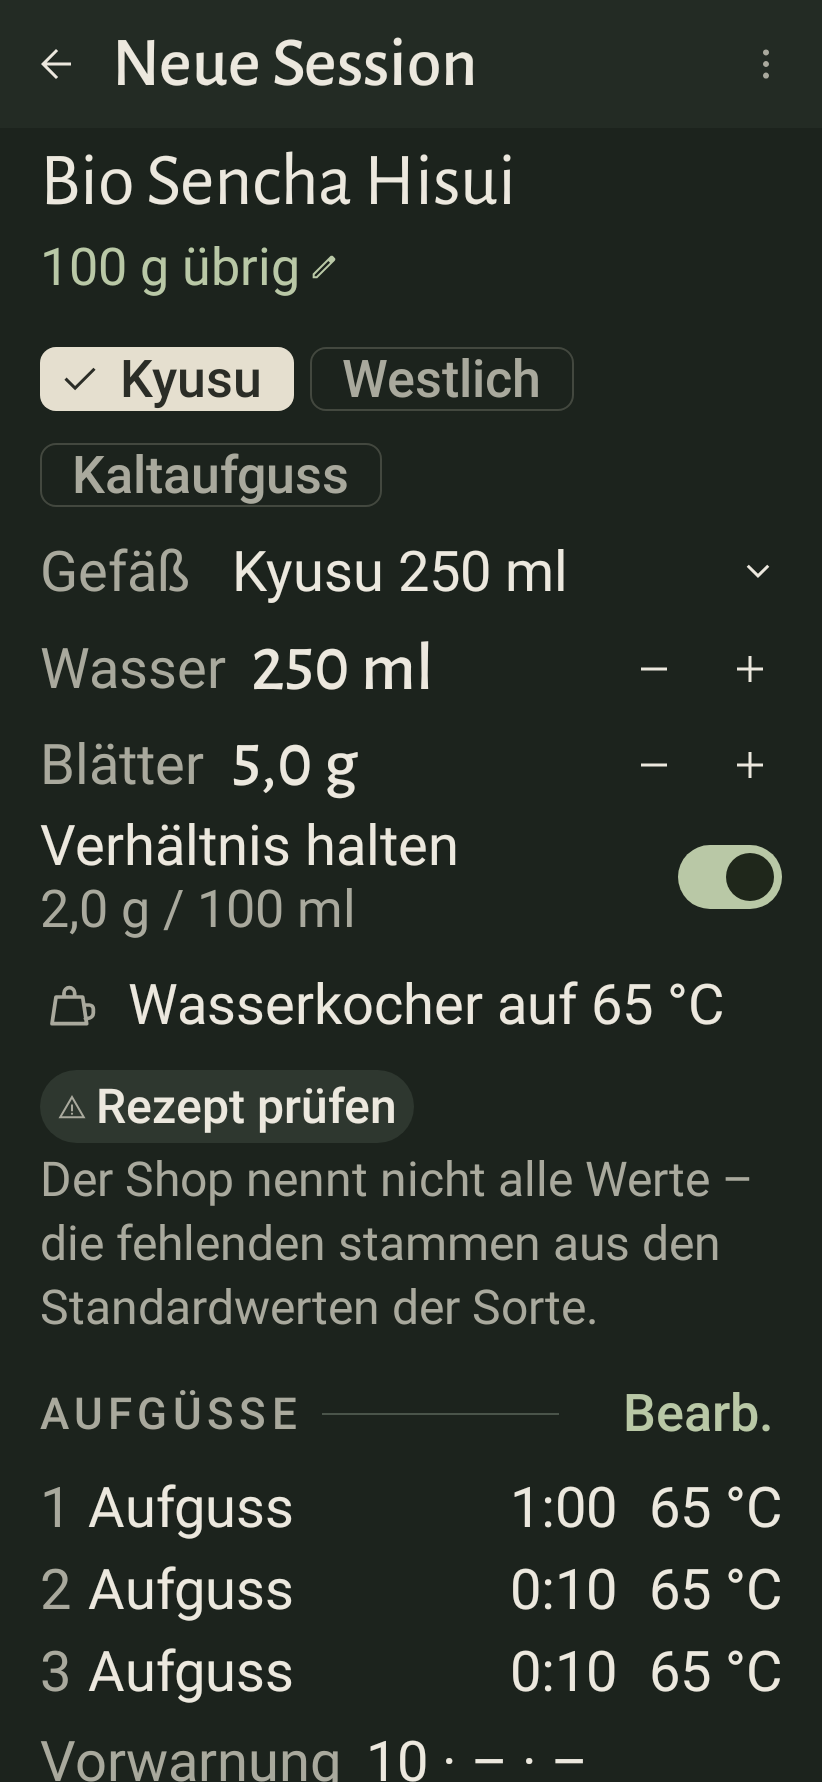 Neue Session
Bio Sencha Hisui
100 g übrig
Kyusu
Westlich
Kaltaufguss
Gefäß Kyusu 250 ml
Wasser 250 ml − +
Blätter 5,0 g − +
Verhältnis halten
2,0 g / 100 ml
Wasserkocher auf 65 °C
Rezept prüfen
Der Shop nennt nicht alle Werte –
die fehlenden stammen aus den
Standardwerten der Sorte.
AUFGÜSSE Bearb.
1 Aufguss 1:00 65 °C
2 Aufguss 0:10 65 °C
3 Aufguss 0:10 65 °C
Vorwarnung 10 · – · –